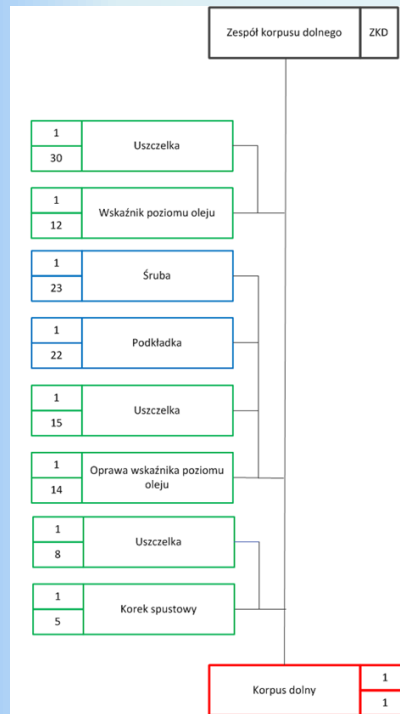 Zespół korpusu dolnego ZKD
1
Uszczelka
30
1
Wskaźnik poziomu oleju
12
1
Śruba
23
1
Podkładka
22
1
Uszczelka
15
1
Oprawa wskaźnika poziomu
oleju
14
1
Uszczelka
8
1
Korek spustowy
5
1
Korpus dolny
1